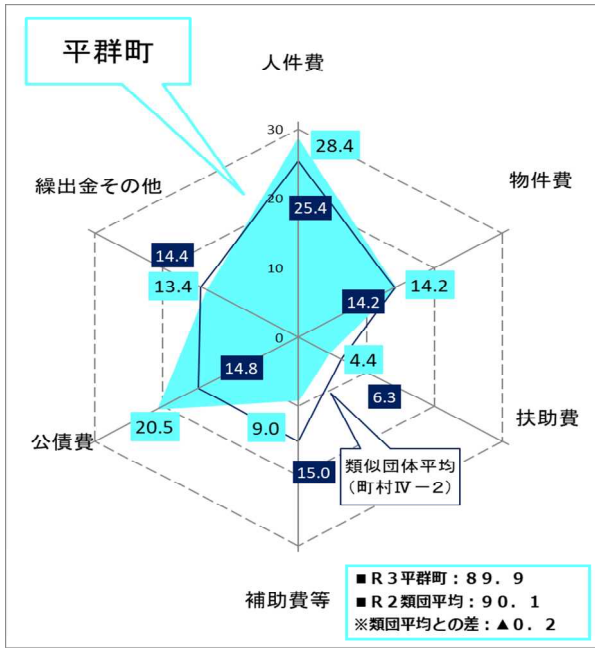 平群町
人件費
30
28.4
物件費
繰出金その他
20
25.4
14.4
10
13.4
14.2
14.2
0
14.8
4.4
6.3
扶助費
20.5
9.0
公債費
類似団体平均
（町村Ⅳ－2）
15.0
補助費等
■Ｒ３平群町：８９．９
■Ｒ２類団平均：９０．１
※類団平均との差：▲０．２